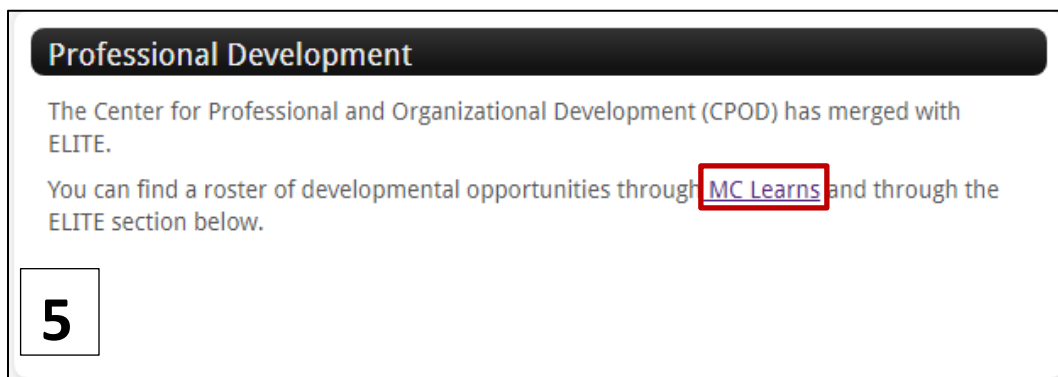 Professional Development
The Center for Professional and Organizational Development (CPOD) has merged with
ELITE.
You can find a roster of developmental opportunities through MC Learns and through the
ELITE section below.
5